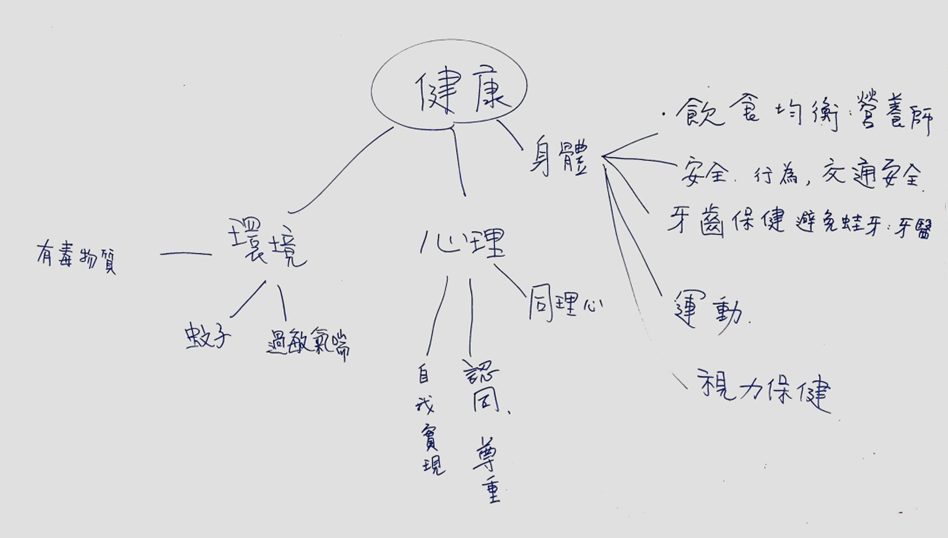 健康
身體
‧飲食均衡:營養師
安全. 行為, 交通安全.
牙齒保健 避免蛀牙:牙醫
運動.
視力保健
心理
同理心
認同、尊重
自我實現
環境
有毒物質
蚊子
過敏氣喘